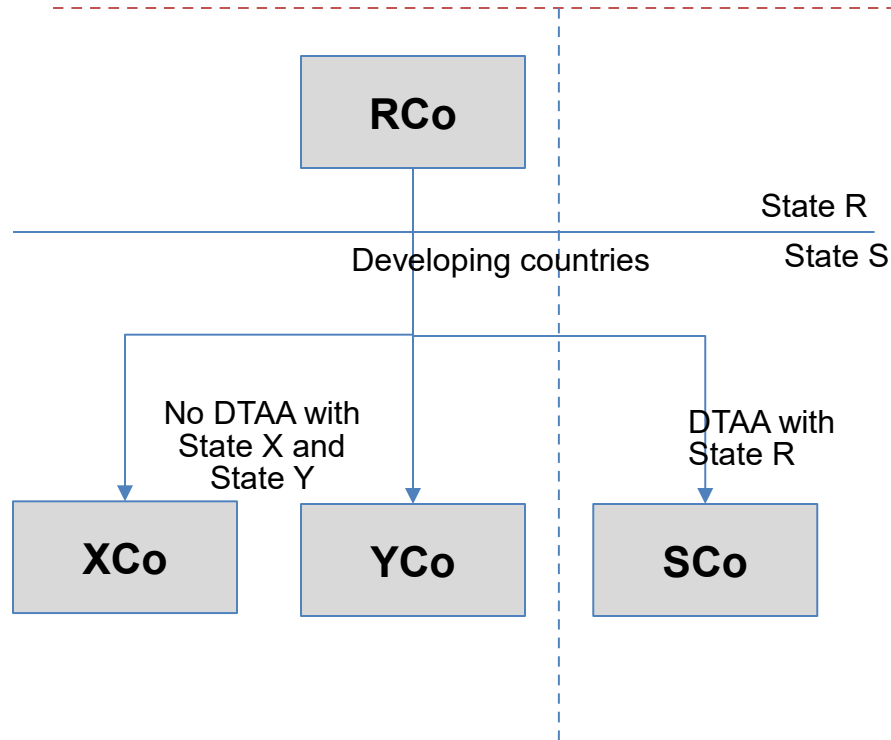 RCo
State R
Developing countries
State S
No DTAA with
State X and
State Y
DTAA with
State R
XCo
YCo
SCo